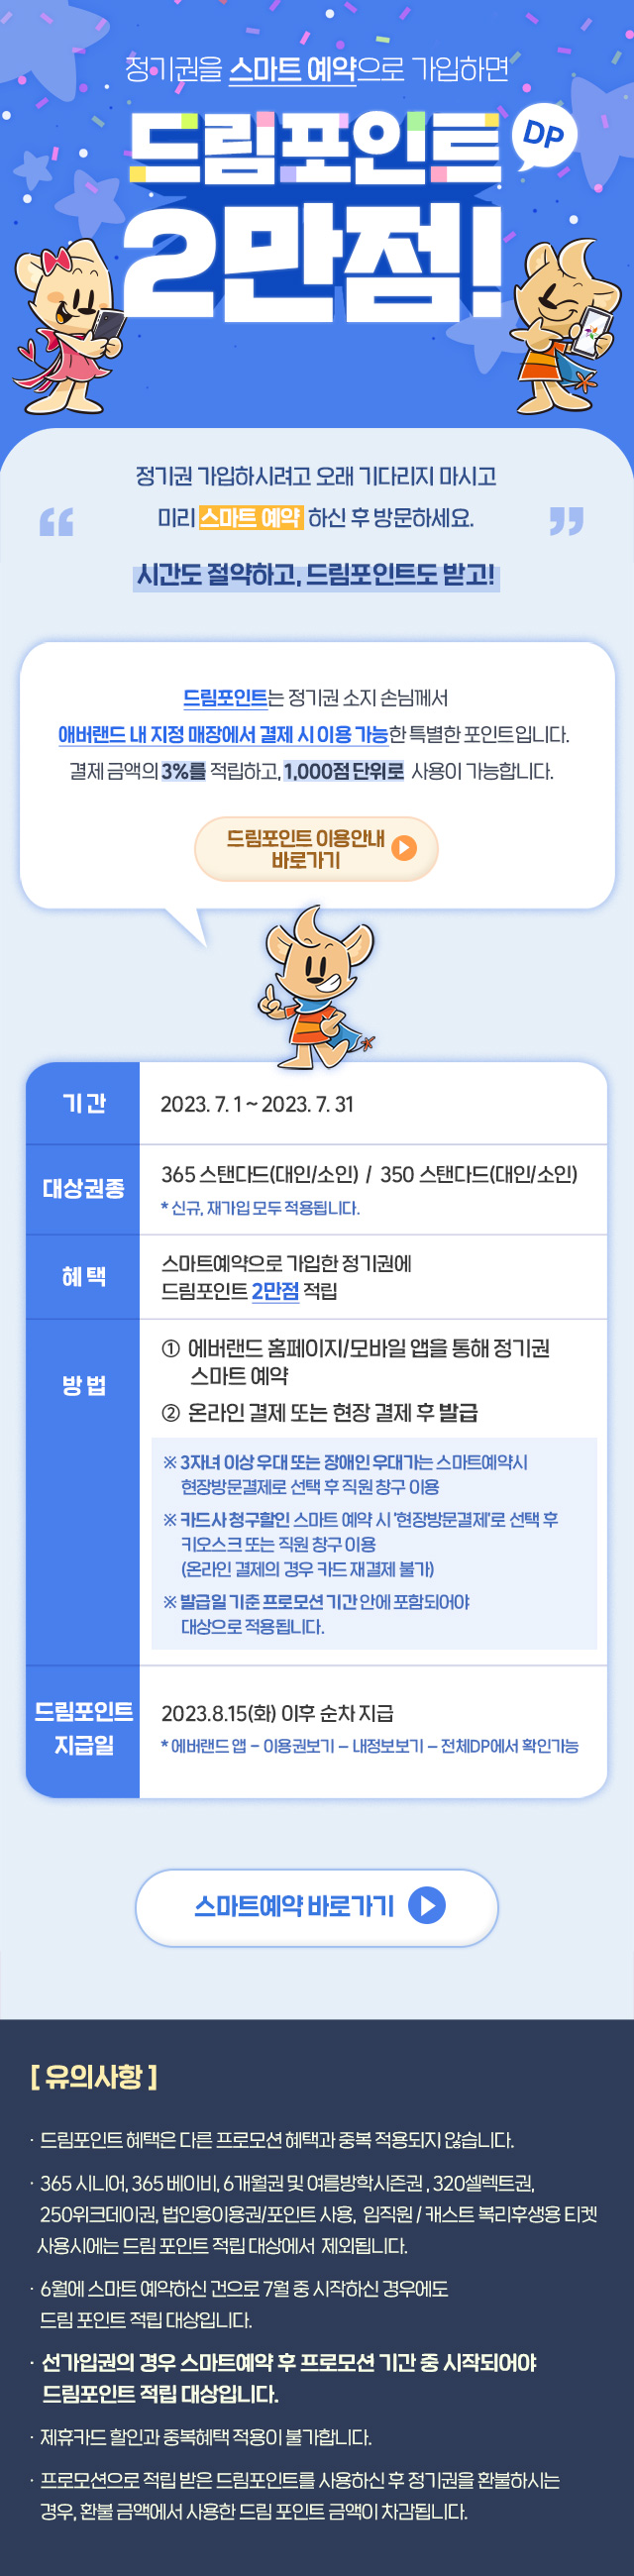 정기권을 스마트 예약으로 가입하면
드림포인트
DP
2만점!
정기권 가입하시려고 오래 기다리지 마시고
“ 미리 스마트 예약 하신 후 방문하세요. ”
시간도 절약하고, 드림포인트도 받고!
드림포인트는 정기권 소지 손님께서
애버랜드 내 지정 매장에서 결제 시 이용 가능한 특별한 포인트입니다.
결제 금액의 3%를 적립하고, 1,000점 단위로 사용이 가능합니다.
드림포인트 이용안내
바로가기
기 간
2023. 7. 1 ~ 2023. 7. 31
대상권종
365 스탠다드(대인/소인) / 350 스탠다드(대인/소인)
* 신규, 재가입 모두 적용됩니다.
혜 택
스마트예약으로 가입한 정기권에
드림포인트 2만점 적립
방 법
① 에버랜드 홈페이지/모바일 앱을 통해 정기권
스마트 예약
② 온라인 결제 또는 현장 결제 후 발급
※ 3자녀 이상 우대 또는 장애인 우대가는 스마트예약시
현장방문결제로 선택 후 직원 창구 이용
※ 카드사 청구할인 스마트 예약 시 '현장방문결제'로 선택 후
키오스크 또는 직원 창구 이용
(온라인 결제의 경우 카드 재결제 불가)
※ 발급일 기준 프로모션 기간 안에 포함되어야
대상으로 적용됩니다.
드림포인트
지급일
2023.8.15(화) 이후 순차 지급
* 에버랜드 앱 - 이용권보기 – 내정보보기 – 전체DP에서 확인가능
스마트예약 바로가기
[ 유의사항 ]
· 드림포인트 혜택은 다른 프로모션 혜택과 중복 적용되지 않습니다.
· 365 시니어, 365 베이비, 6개월권 및 여름방학시즌권 , 320셀렉트권,
250위크데이권, 법인용이용권/포인트 사용, 임직원 / 캐스트 복리후생용 티켓
사용시에는 드림 포인트 적립 대상에서 제외됩니다.
· 6월에 스마트 예약하신 건으로 7월 중 시작하신 경우에도
드림 포인트 적립 대상입니다.
· 선가입권의 경우 스마트예약 후 프로모션 기간 중 시작되어야
드림포인트 적립 대상입니다.
· 제휴카드 할인과 중복혜택 적용이 불가합니다.
· 프로모션으로 적립 받은 드림포인트를 사용하신 후 정기권을 환불하시는
경우, 환불 금액에서 사용한 드림 포인트 금액이 차감됩니다.